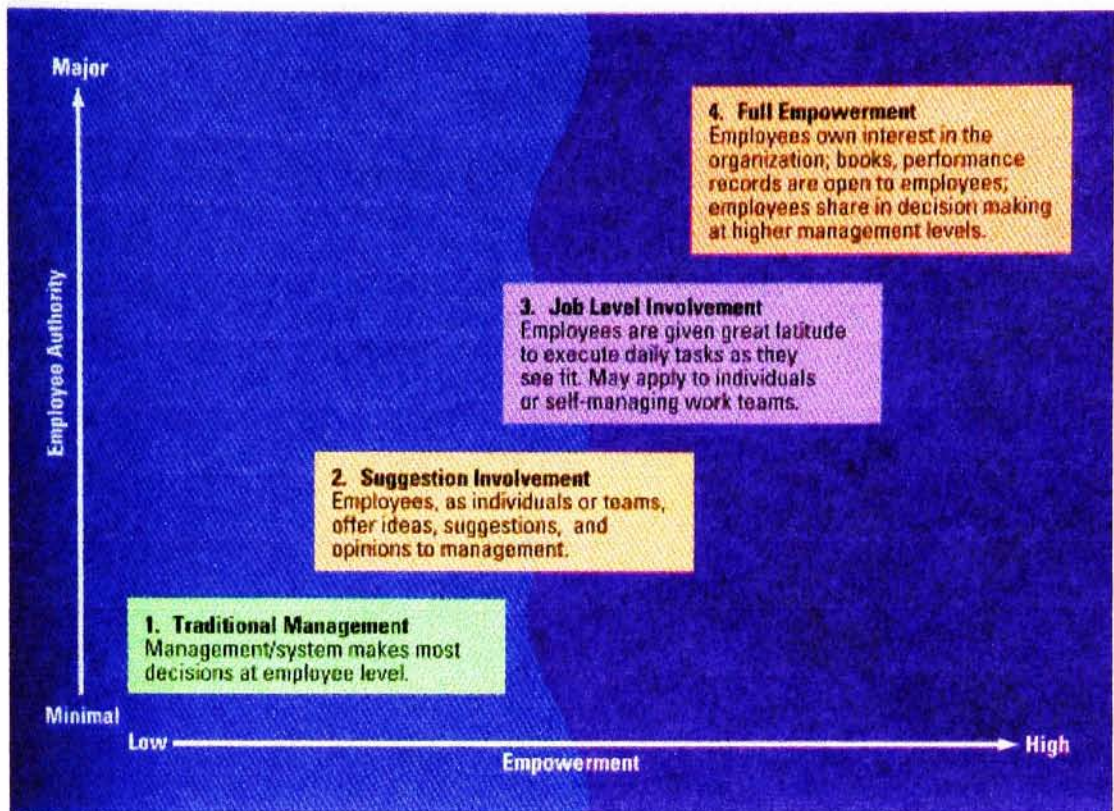 Major
4. Full Empowerment
Employees own interest in the
organization; books, performance
records are open to employees;
employees share in decision making
at higher management levels.
3. Job Level Involvement
Employees are given great latitude
to execute daily tasks as they
see fit. May apply to individuals
or self-managing work teams.
Employee Authority
2. Suggestion Involvement
Employees, as individuals or teams,
offer ideas, suggestions, and
opinions to management.
1. Traditional Management
Management/system makes most
decisions at employee level.
Minimal
Low
High
Empowerment